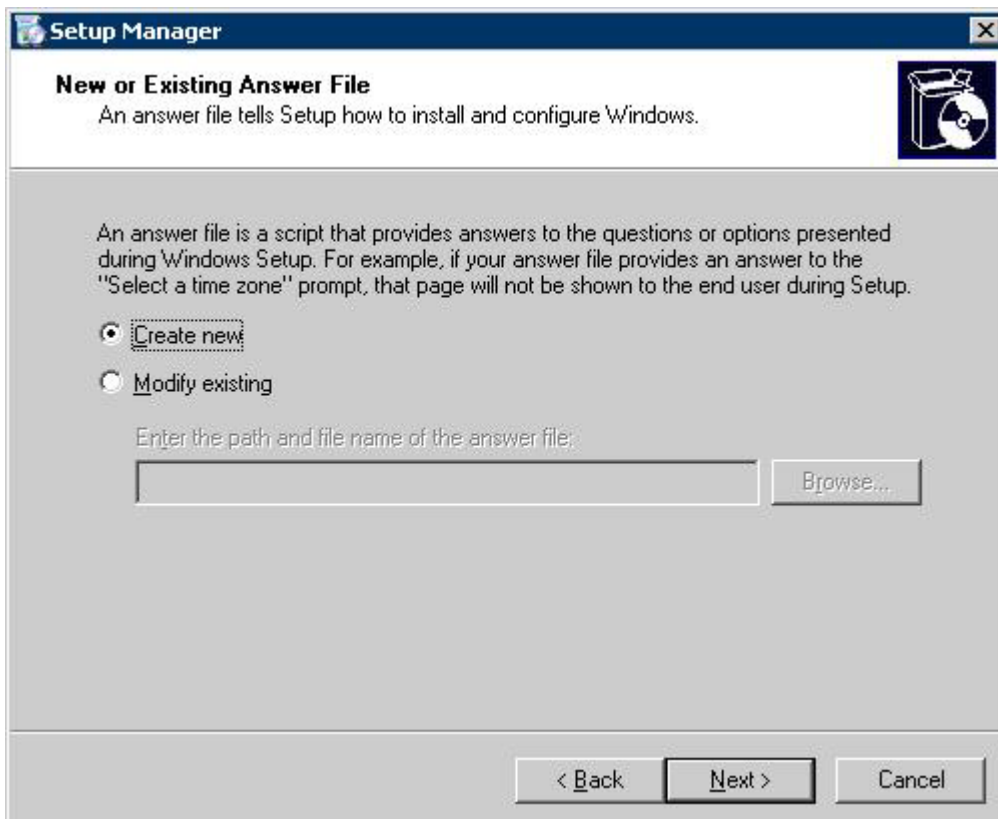 Setup Manager
New or Existing Answer File
An answer file tells Setup how to install and configure Windows.
An answer file is a script that provides answers to the questions or options presented
during Windows Setup. For example, if your answer file provides an answer to the
"Select a time zone" prompt, that page will not be shown to the end user during Setup.
Create new
Modify existing
Enter the path and file name of the answer file:
Browse...
< Back
Next >
Cancel